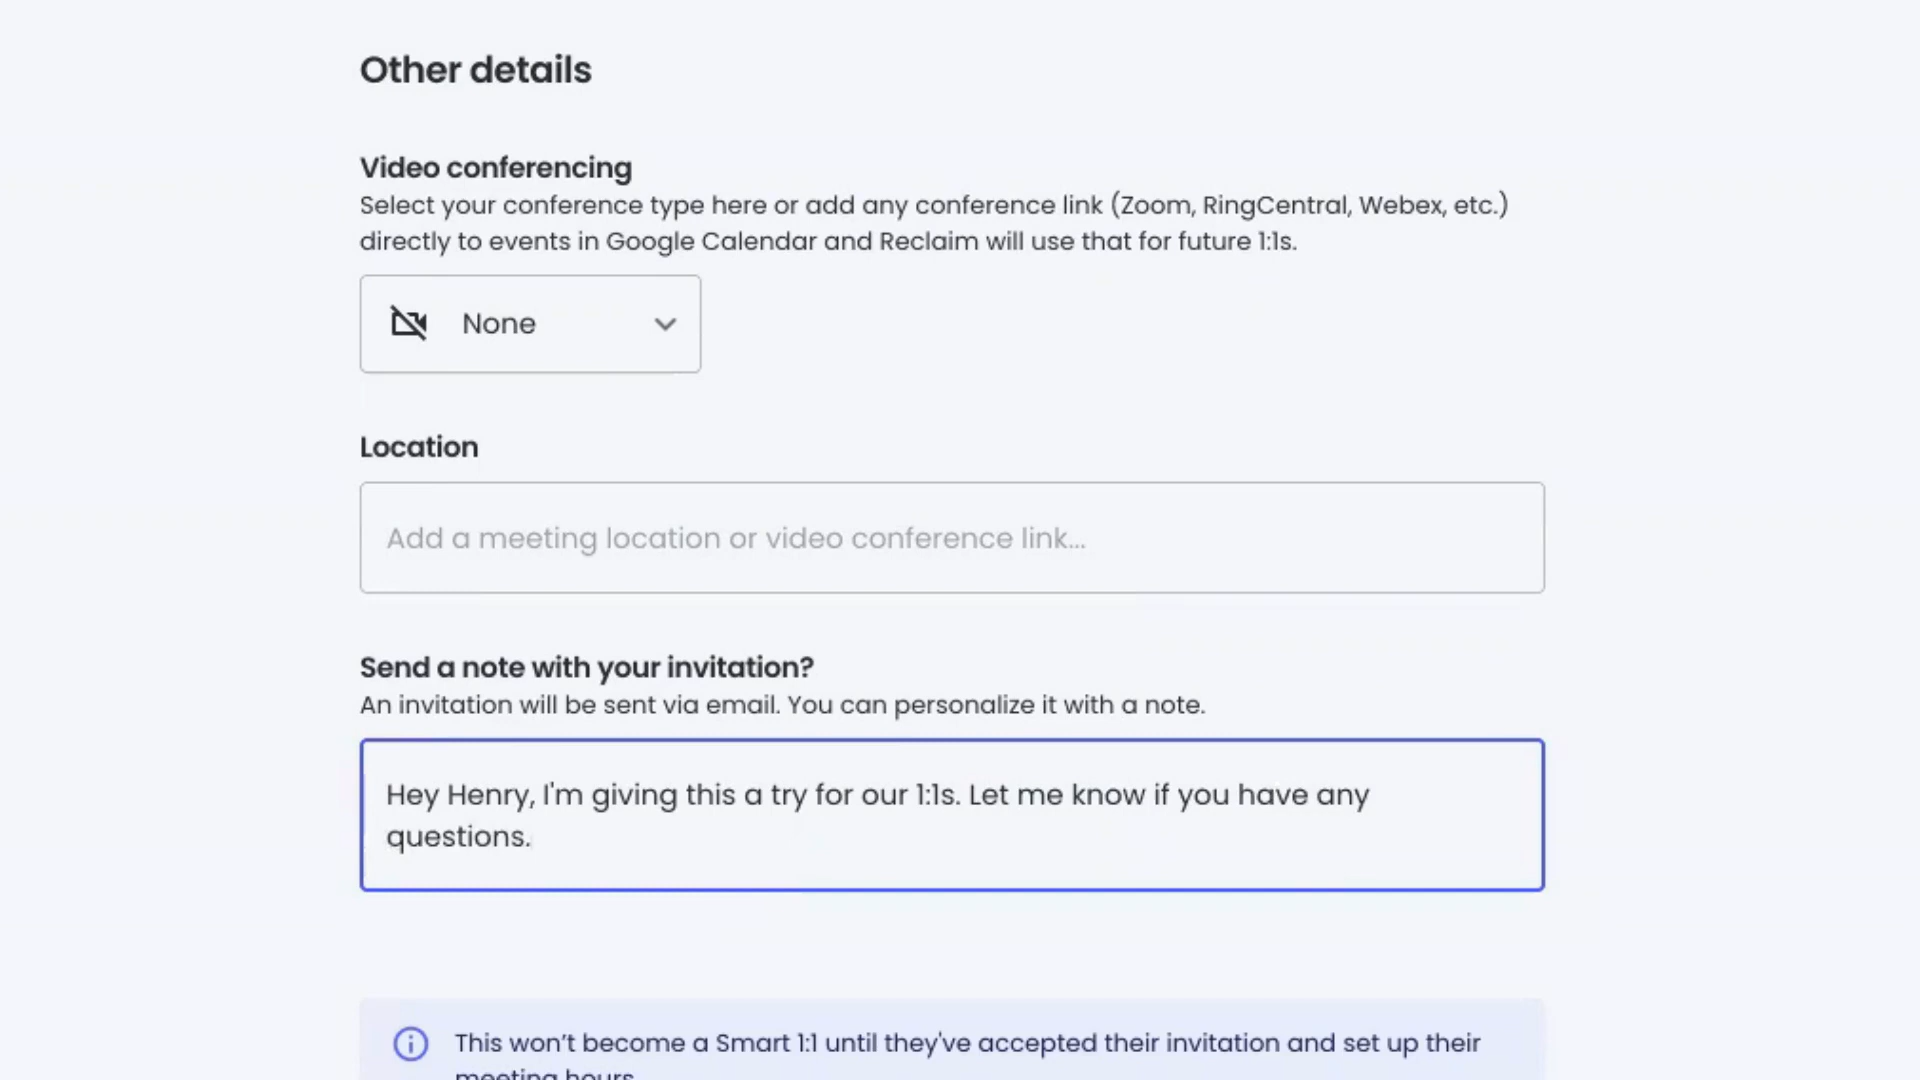 Other details
Video conferencing
Select your conference type here or add any conference link (Zoom, RingCentral, Webex, etc.)
directly to events in Google Calendar and Reclaim will use that for future 1:1s.
None
Location
Add a meeting location or video conference link...
Send a note with your invitation?
An invitation will be sent via email. You can personalize it with a note.
Hey Henry, I'm giving this a try for our 1:1s. Let me know if you have any
questions.
This won’t become a Smart 1:1 until they've accepted their invitation and set up their
meeting hours.